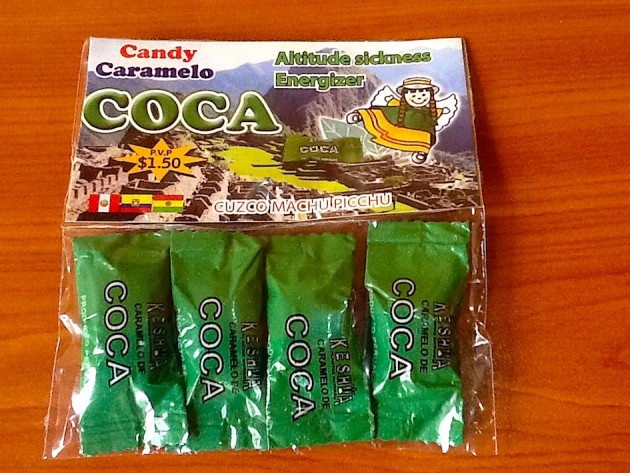 Candy
Caramelo
COCA
Altitude sickness
Energizer
COCA
P.V.P
$1.50
CUZCO MACHU PICCHU
KESHUA
CARAMELO DE
COCA
KESHUA
CARAMELO DE
COCA
KESHUA
CARAMELO DE
COCA
KESHUA
CARAMELO DE
COCA